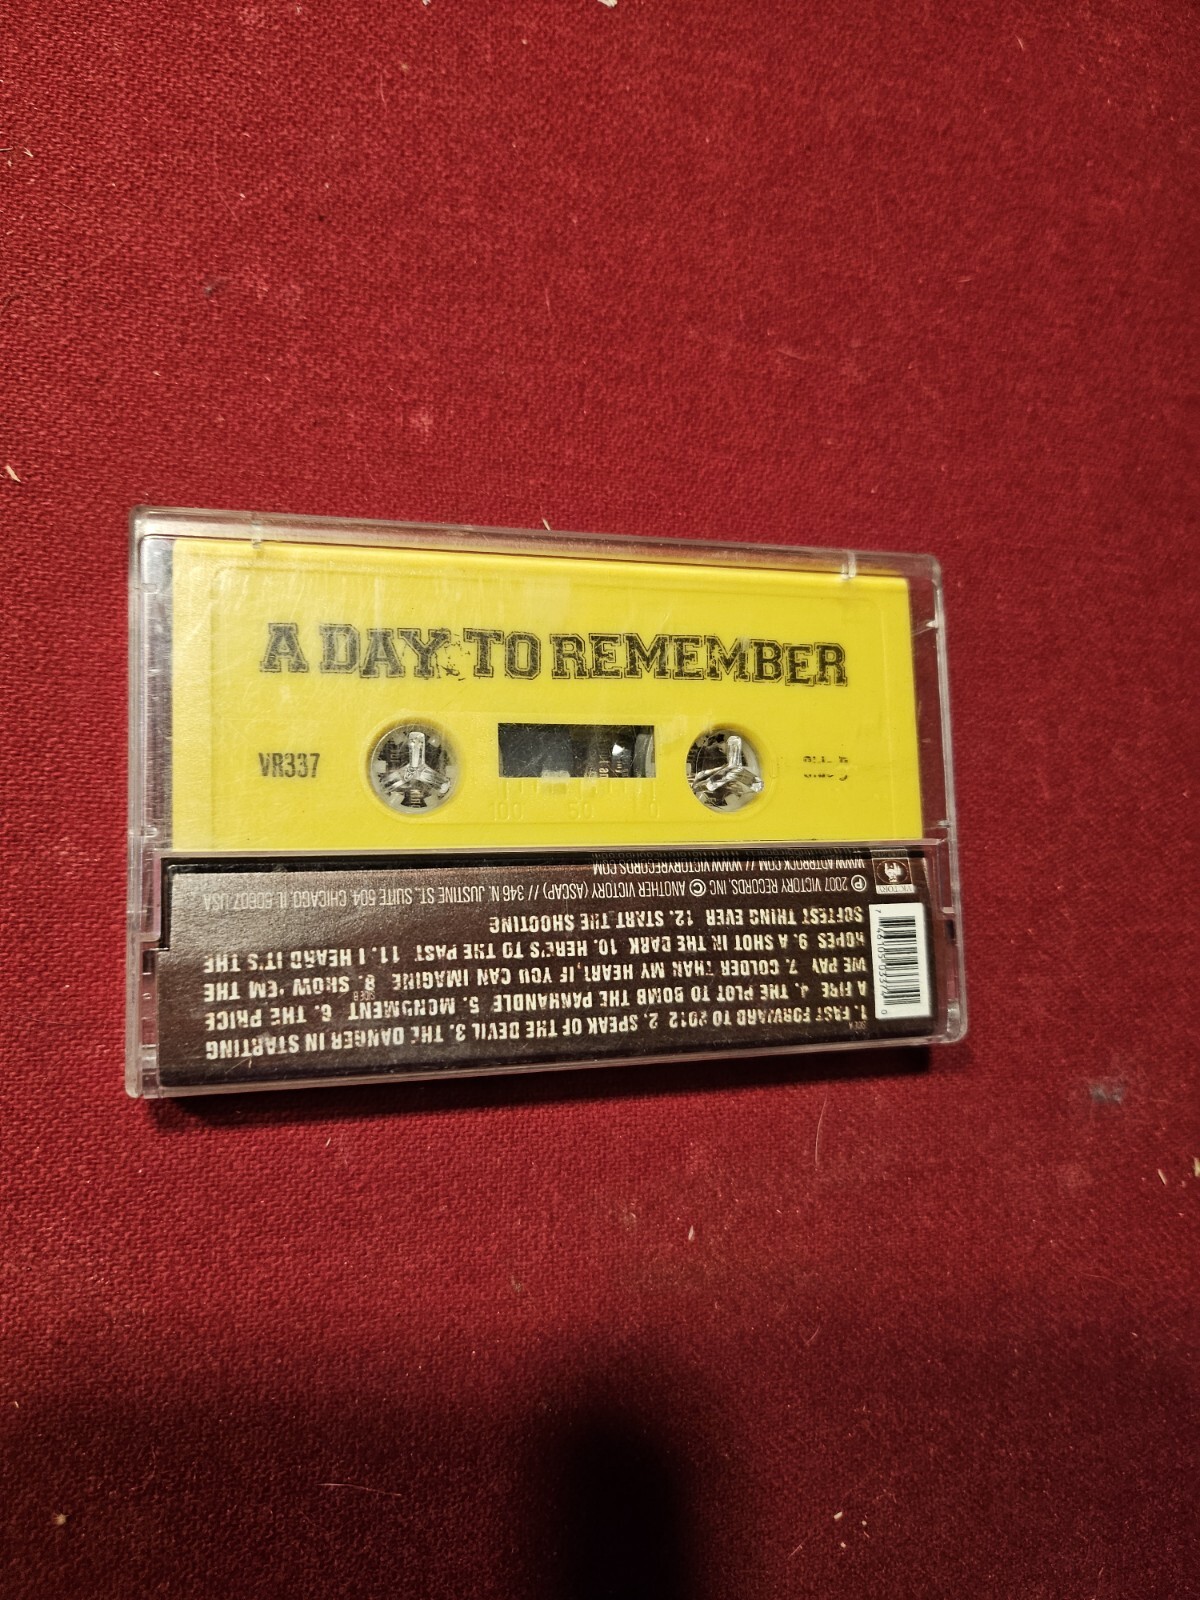 A DAY TO REMEMBER
VR337
100 50 0
SIDE A
1. FAST FORWARD TO 2012 2. SPEAK OF THE DEVIL 3. THE DANGER IN STARTING
A FIRE 4. THE PLOT TO BOMB THE PANHANDLE 5. MONUMENT 6. THE PRICE
SIDE B
WE PAY 7. COLDER THAN MY HEART, IF YOU CAN IMAGINE 8. SHOW 'EM THE
ROPES 9. A SHOT IN THE DARK 10. HERE'S TO THE PAST 11. I HEARD IT'S THE
SOFTEST THING EVER 12. START THE SHOOTING
℗ 2007 VICTORY RECORDS, INC © ANOTHER VICTORY (ASCAP) // 346 N. JUSTINE ST. SUITE 504, CHICAGO, IL 60607 USA
WWW.ADTRROCK.COM // WWW.VICTORYRECORDS.COM
VICTORY